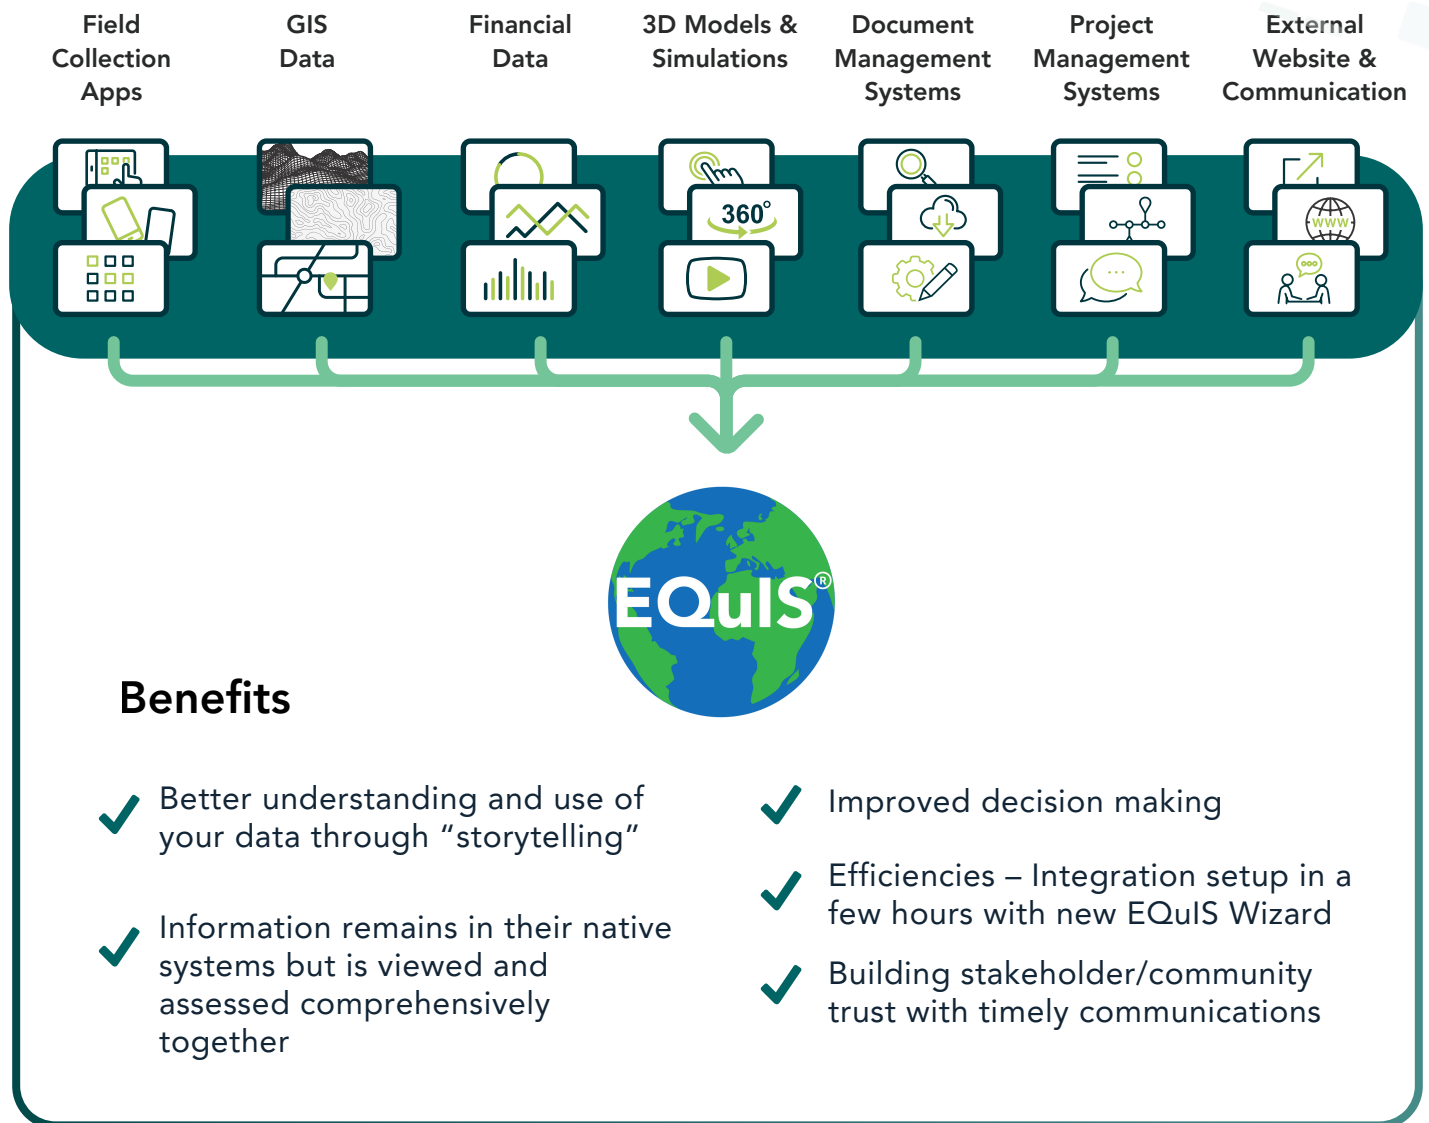 Field
Collection
Apps
GIS
Data
Financial
Data
3D Models &
Simulations
Document
Management
Systems
Project
Management
Systems
External
Website &
Communication
360°
WWW
EQuIS®
Benefits
Better understanding and use of
your data through “storytelling”
Information remains in their native
systems but is viewed and
assessed comprehensively
together
Improved decision making
Efficiencies – Integration setup in a
few hours with new EQuIS Wizard
Building stakeholder/community
trust with timely communications